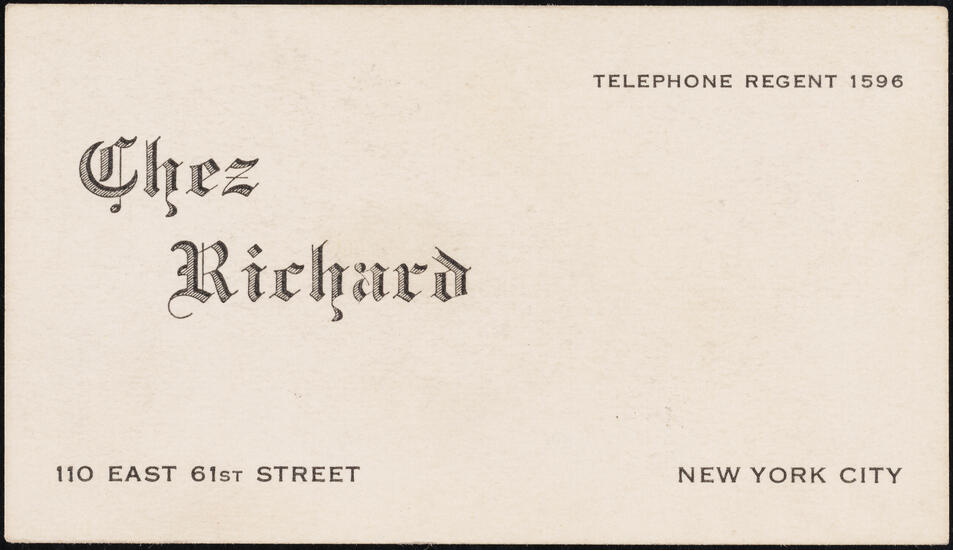 TELEPHONE REGENT 1596
Chez
Richard
110 EAST 61ST STREET
NEW YORK CITY